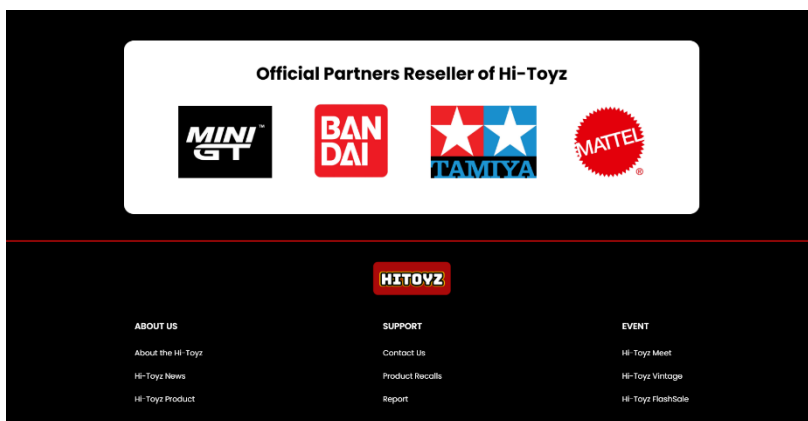 Official Partners Reseller of Hi-Toyz
MINI GT ™
BAN
DAI
TAMIYA
MATTEL
®
HITOYZ
ABOUT US
SUPPORT
EVENT
About the Hi-Toyz
Contact Us
Hi-Toyz Meet
Hi-Toyz News
Product Recalls
Hi-Toyz Vintage
Hi-Toyz Product
Report
Hi-Toyz FlashSale